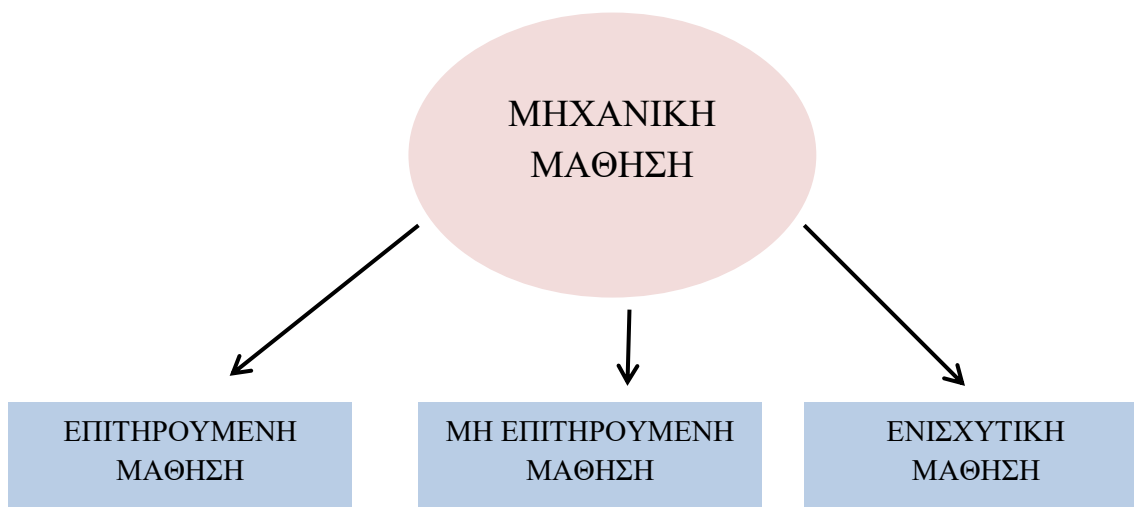 ΜΗΧΑΝΙΚΗ
ΜΑΘΗΣΗ
ΕΠΙΤΗΡΟΥΜΕΝΗ
ΜΑΘΗΣΗ
ΜΗ ΕΠΙΤΗΡΟΥΜΕΝΗ
ΜΑΘΗΣΗ
ΕΝΙΣΧΥΤΙΚΗ
ΜΑΘΗΣΗ